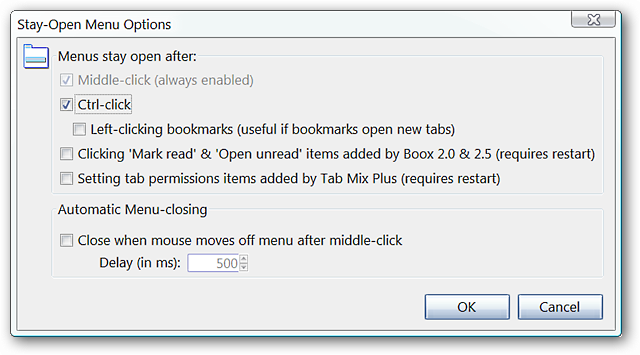 Stay-Open Menu Options
Menus stay open after:
Middle-click (always enabled)
Ctrl-click
Left-clicking bookmarks (useful if bookmarks open new tabs)
Clicking 'Mark read' & 'Open unread' items added by Boox 2.0 & 2.5 (requires restart)
Setting tab permissions items added by Tab Mix Plus (requires restart)
Automatic Menu-closing
Close when mouse moves off menu after middle-click
Delay (in ms): 500
OK Cancel